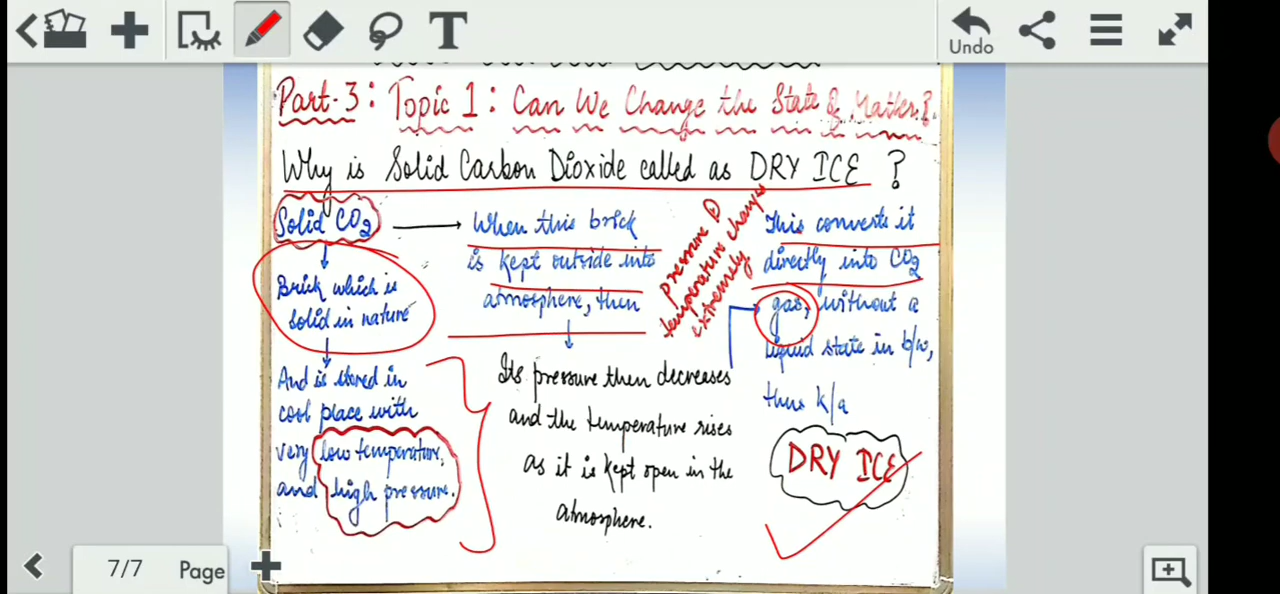 Undo
Part-3: Topic 1: Can We Change the State of Matter?
Why is Solid Carbon Dioxide called as DRY ICE ?
Solid CO2
Brick which is
solid in nature
And is stored in
cool place with
very low temperature,
and high pressure.
When this brick
is kept outside into
atmosphere, then
Its pressure then decreases
and the temperature rises
as it is kept open in the
atmosphere.
pressure &
temperature changes
extremely
This converts it
directly into CO2
gas, without a
liquid state in b/w,
thus k/a
DRY ICE
7/7 Page